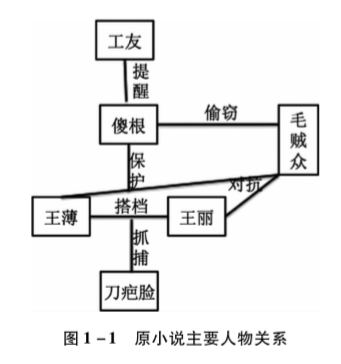 工友
提醒
傻根
偷窃
毛贼众
保护
对抗
王薄
搭档
王丽
抓捕
刀疤脸
图1-1 原小说主要人物关系